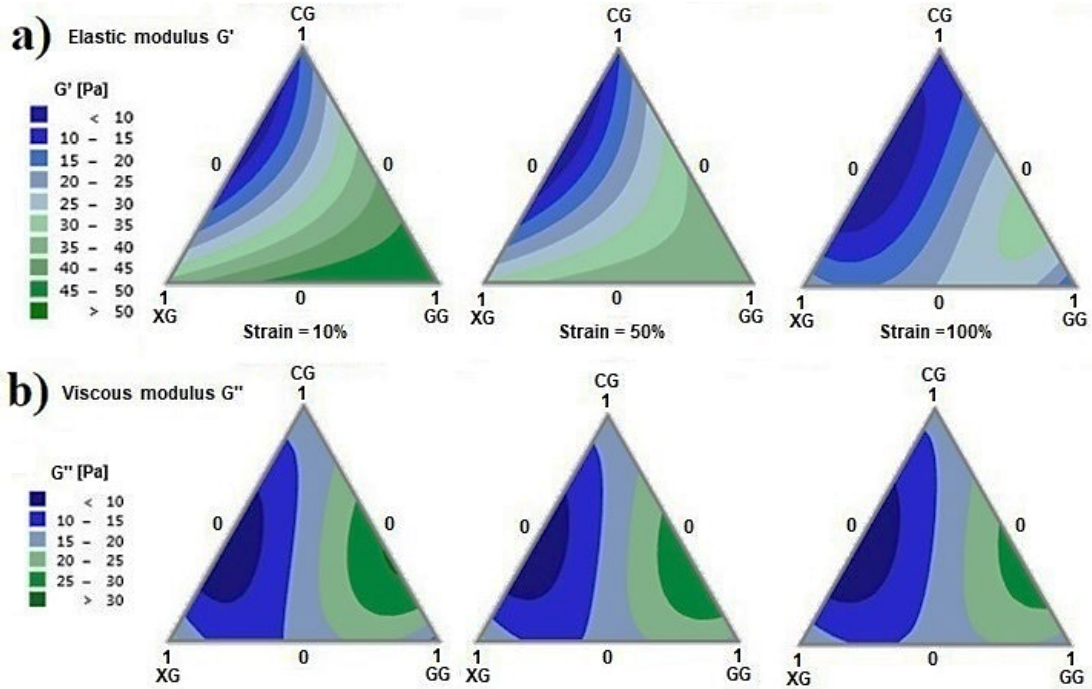 a) Elastic modulus G'
G' [Pa]
< 10
10 – 15
15 – 20
20 – 25
25 – 30
30 – 35
35 – 40
40 – 45
45 – 50
> 50
CG
1
0
0
1
XG
0
1
GG
Strain = 10%
CG
1
0
0
1
XG
0
1
GG
Strain = 50%
CG
1
0
0
1
XG
0
1
GG
Strain =100%
b) Viscous modulus G"
G" [Pa]
< 10
10 – 15
15 – 20
20 – 25
25 – 30
> 30
CG
1
0
0
1
XG
0
1
GG
CG
1
0
0
1
XG
0
1
GG
CG
1
0
0
1
XG
0
1
GG